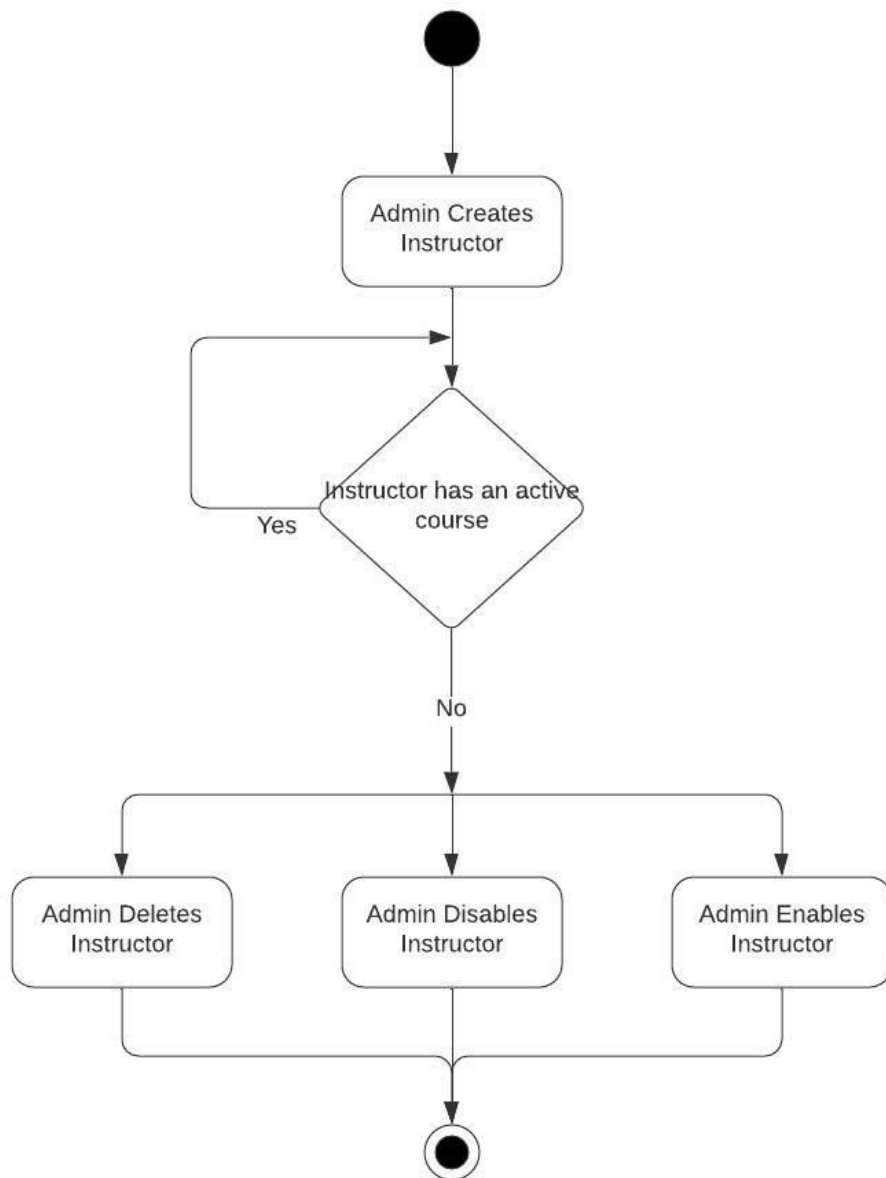 Admin Creates
Instructor
Instructor has an active
course
Yes
No
Admin Deletes
Instructor
Admin Disables
Instructor
Admin Enables
Instructor